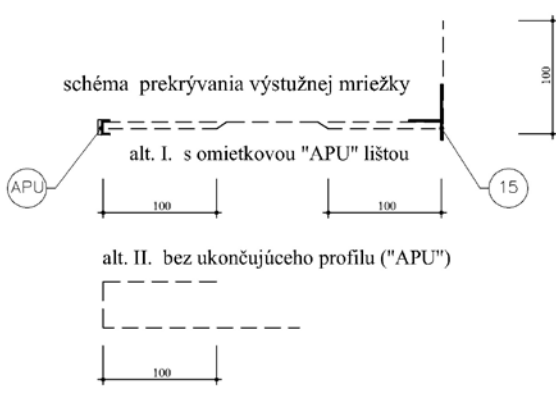 100
schéma prekrývania výstužnej mriežky
alt. I. s omietkovou "APU" lištou
APU
15
100
100
alt. II. bez ukončujúceho profilu ("APU")
100